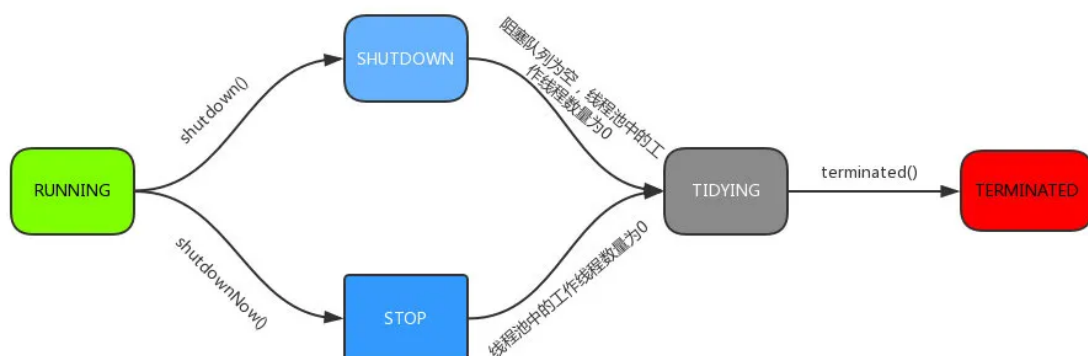 SHUTDOWN
阻塞队列为空，线程池中的工
作线程数量为0
shutdown()
RUNNING
TIDYING
terminated()
TERMINATED
shutdownNow()
线程池中的工作线程数量为0
STOP